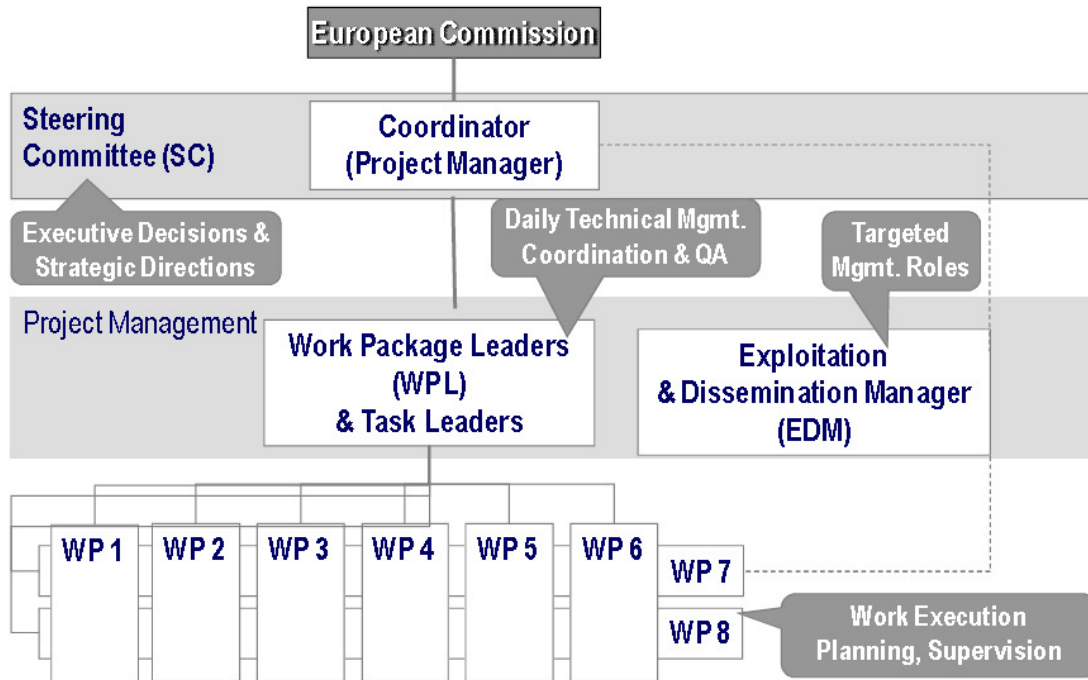 European Commission
Steering
Committee (SC)
Coordinator
(Project Manager)
Executive Decisions &
Strategic Directions
Daily Technical Mgmt.
Coordination & QA
Targeted
Mgmt. Roles
Project Management
Work Package Leaders
(WPL)
& Task Leaders
Exploitation
& Dissemination Manager
(EDM)
WP 1
WP 2
WP 3
WP 4
WP 5
WP 6
WP 7
WP 8
Work Execution
Planning, Supervision